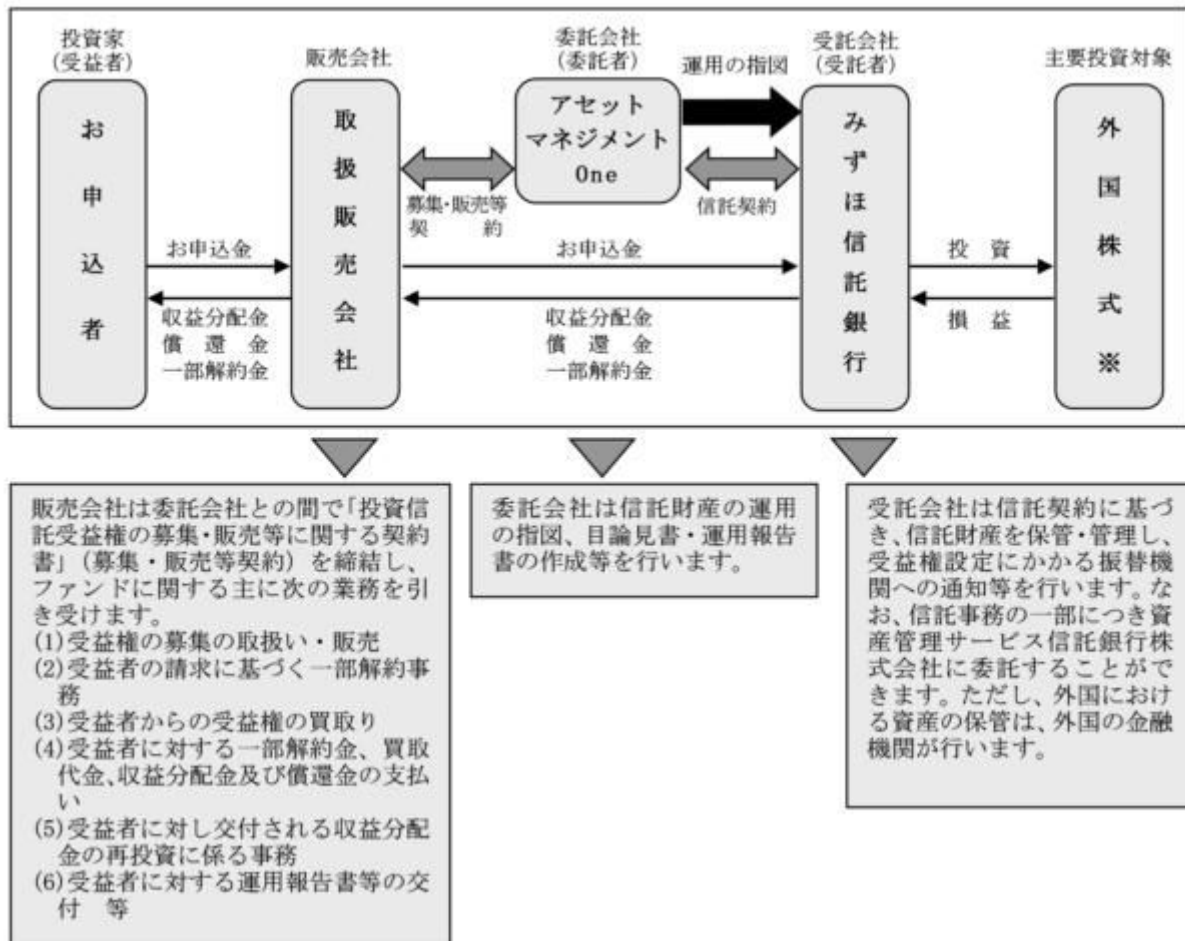 投資家
(受益者)
販売会社
委託会社
(委託者)
運用の指図
受託会社
(受託者)
主要投資対象
お申込者
取扱販売会社
アセット
マネジメント
One
みずほ信託銀行
外国株式※
募集・販売等
契　約
信託契約
お申込金
お申込金
投　資
収益分配金
償　還　金
一部解約金
収益分配金
償　還　金
一部解約金
損　益
販売会社は委託会社との間で「投資信
託受益権の募集・販売等に関する契約
書」(募集・販売等契約) を締結し、
ファンドに関する主に次の業務を引
き受けます。
(1)受益権の募集の取扱い・販売
(2)受益者の請求に基づく一部解約事
務
(3)受益者からの受益権の買取り
(4)受益者に対する一部解約金、買取
代金、収益分配金及び償還金の支払
い
(5)受益者に対し交付される収益分配
金の再投資に係る事務
(6)受益者に対する運用報告書等の交
付　等
委託会社は信託財産の運用
の指図、目論見書・運用報告
書の作成等を行います。
受託会社は信託契約に基づ
き、信託財産を保管・管理し、
受益権設定にかかる振替機
関への通知等を行います。な
お、信託事務の一部につき資
産管理サービス信託銀行株
式会社に委託することがで
きます。ただし、外国におけ
る資産の保管は、外国の金融
機関が行います。